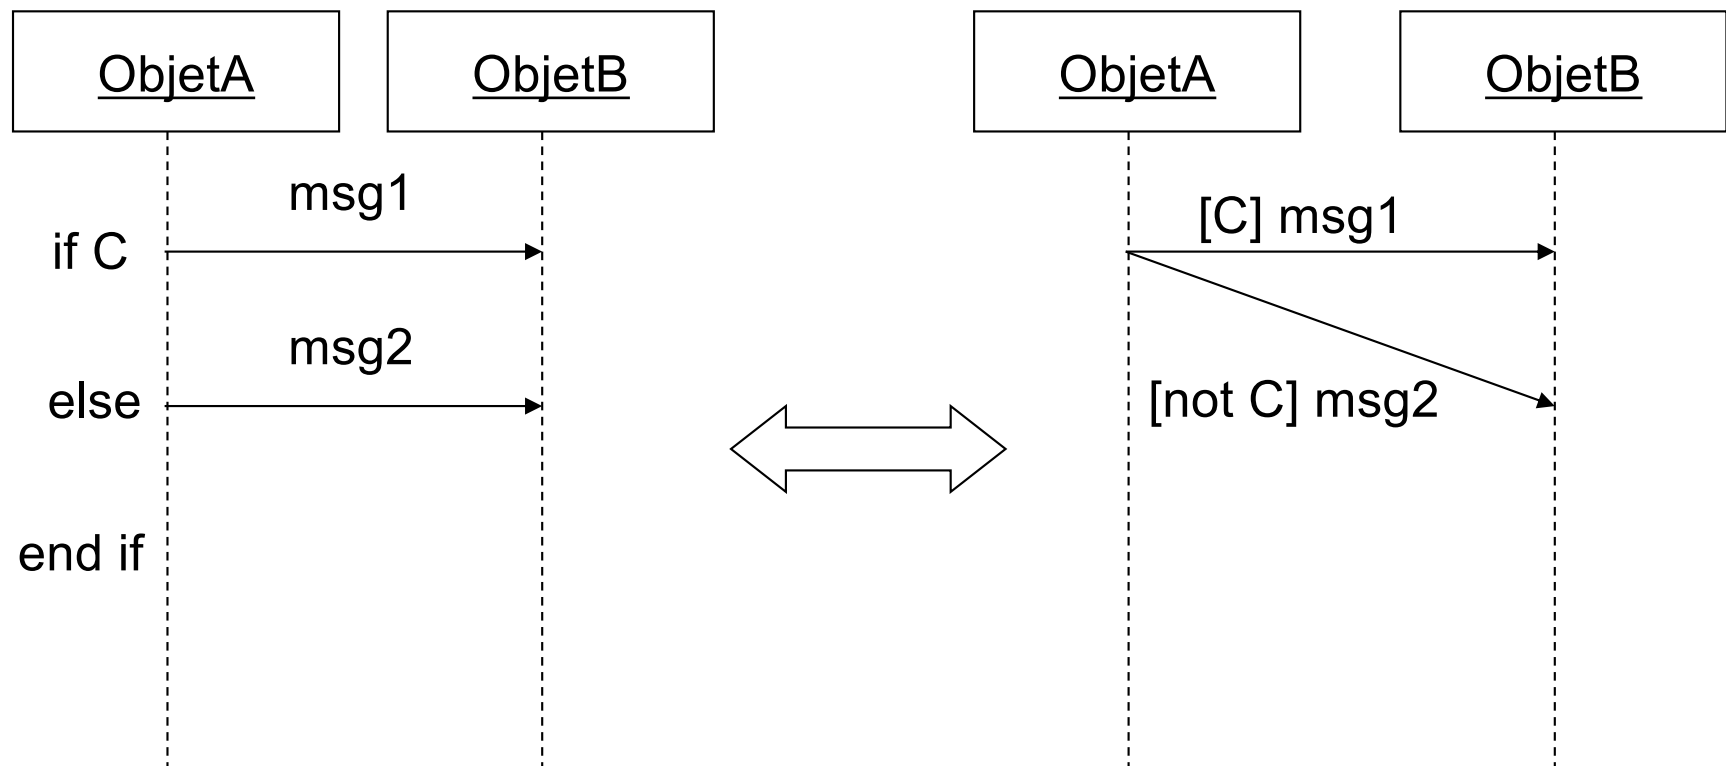 ObjetA
ObjetB
msg1
if C
msg2
else
end if
ObjetA
ObjetB
[C] msg1
[not C] msg2